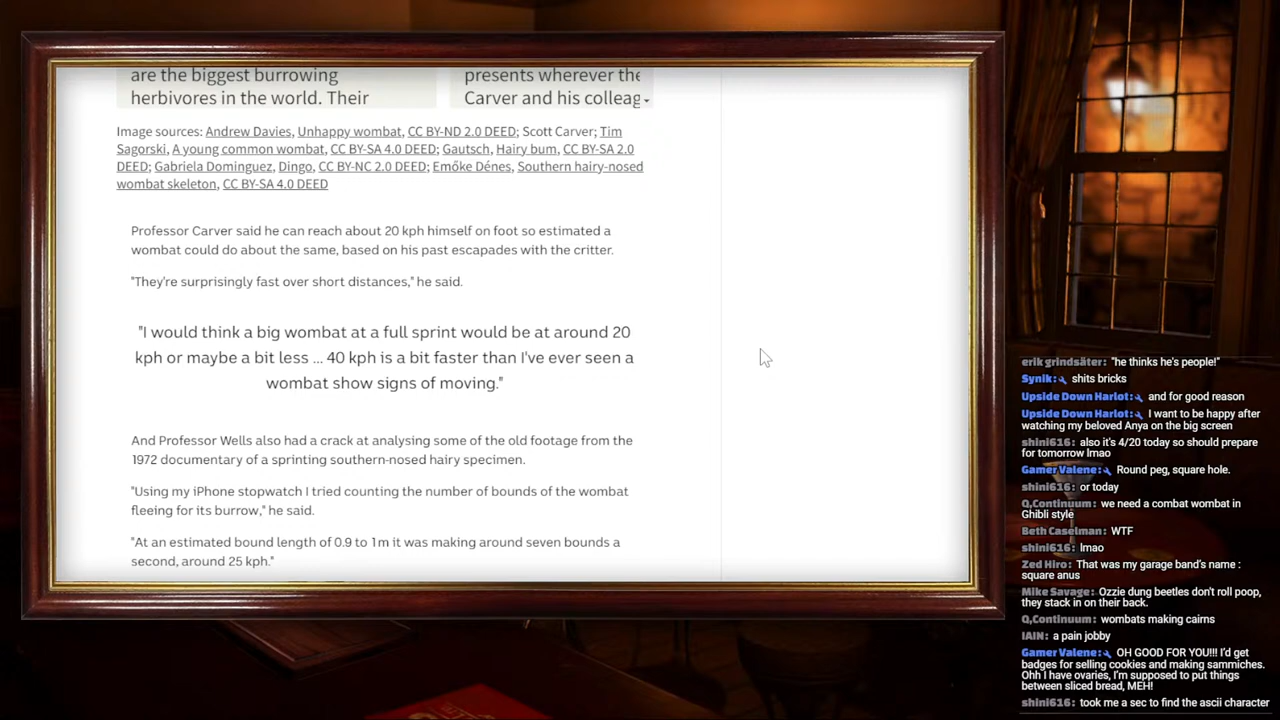 are the biggest burrowing
herbivores in the world. Their
presents wherever the
Carver and his colleag
Image sources: Andrew Davies, Unhappy wombat, CC BY-ND 2.0 DEED; Scott Carver; Tim
Sagorski, A young common wombat, CC BY-SA 4.0 DEED; Gautsch, Hairy bum, CC BY-SA 2.0
DEED; Gabriela Dominguez, Dingo, CC BY-NC 2.0 DEED; Emőke Dénes, Southern hairy-nosed
wombat skeleton, CC BY-SA 4.0 DEED
Professor Carver said he can reach about 20 kph himself on foot so estimated a
wombat could do about the same, based on his past escapades with the critter.
"They're surprisingly fast over short distances," he said.
"I would think a big wombat at a full sprint would be at around 20
kph or maybe a bit less ... 40 kph is a bit faster than I've ever seen a
wombat show signs of moving."
And Professor Wells also had a crack at analysing some of the old footage from the
1972 documentary of a sprinting southern-nosed hairy specimen.
"Using my iPhone stopwatch I tried counting the number of bounds of the wombat
fleeing for its burrow," he said.
"At an estimated bound length of 0.9 to 1m it was making around seven bounds a
second, around 25 kph."
erik grindsäter: "he thinks he's people!"
Synik: shits bricks
Upside Down Harlot: and for good reason
Upside Down Harlot: I want to be happy after
watching my beloved Anya on the big screen
shini616: also it's 4/20 today so should prepare
for tomorrow lmao
Gamer Valene: Round peg, square hole.
shini616: or today
Q,Continuum: we need a combat wombat in
Ghibli style
Beth Caselman: WTF
shini616: lmao
Zed Hiro: That was my garage band's name :
square anus
Mike Savage: Ozzie dung beetles don't roll poop,
they stack in on their back.
Q,Continuum: wombats making cairns
IAIN: a pain jobby
Gamer Valene: OH GOOD FOR YOU!!! I'd get
badges for selling cookies and making sammiches.
Ohh I have ovaries, I'm supposed to put things
between sliced bread, MEH!
shini616: took me a sec to find the ascii character